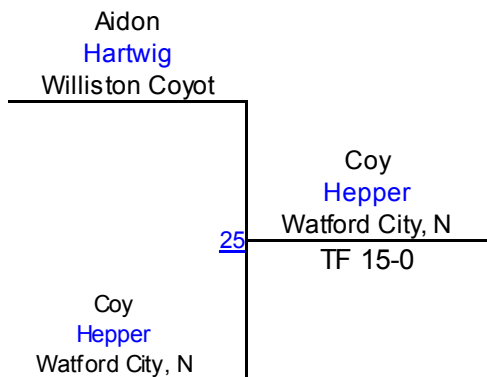 Aidon
Hartwig
Williston Coyot
Coy
Hepper
Watford City, N
25
TF 15-0
Coy
Hepper
Watford City, N